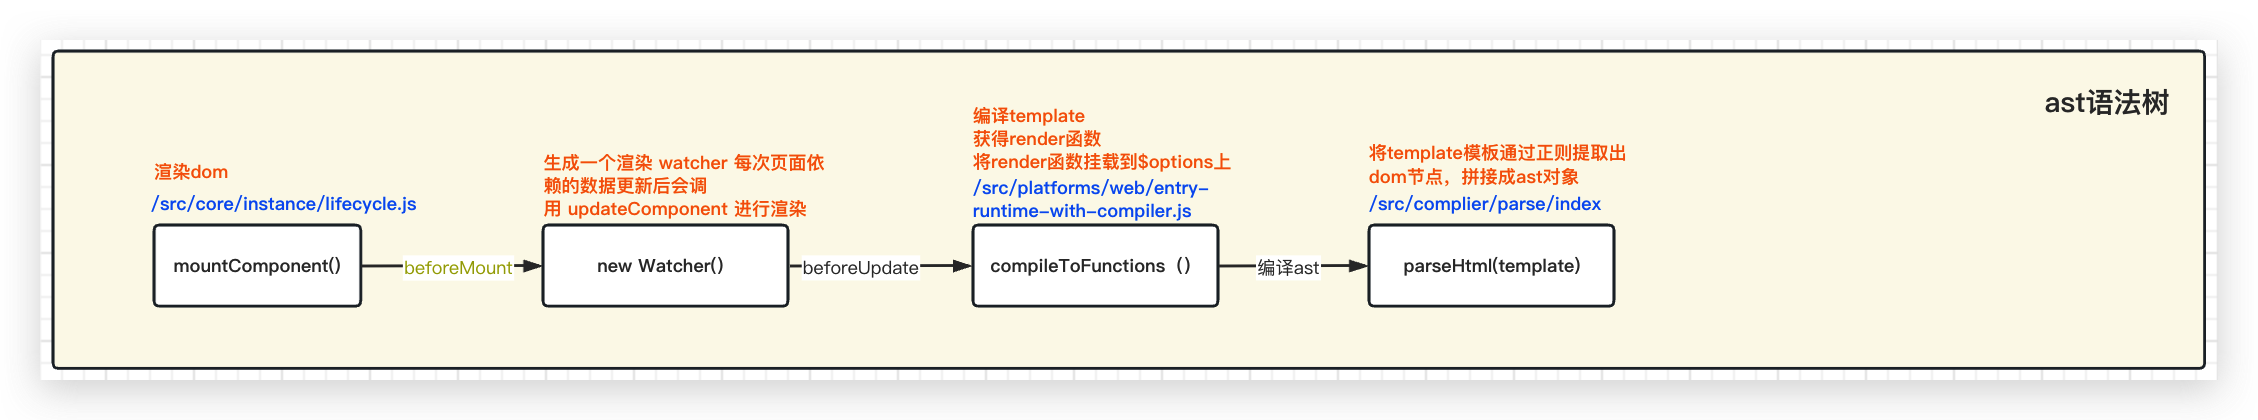 ast语法树
渲染dom
/src/core/instance/lifecycle.js
mountComponent()
beforeMount
生成一个渲染 watcher 每次页面依
赖的数据更新后会调
用 updateComponent 进行渲染
new Watcher()
beforeUpdate
编译template
获得render函数
将render函数挂载到$options上
/src/platforms/web/entry-
runtime-with-compiler.js
compileToFunctions（）
编译ast
将template模板通过正则提取出
dom节点，拼接成ast对象
/src/complier/parse/index
parseHtml(template)